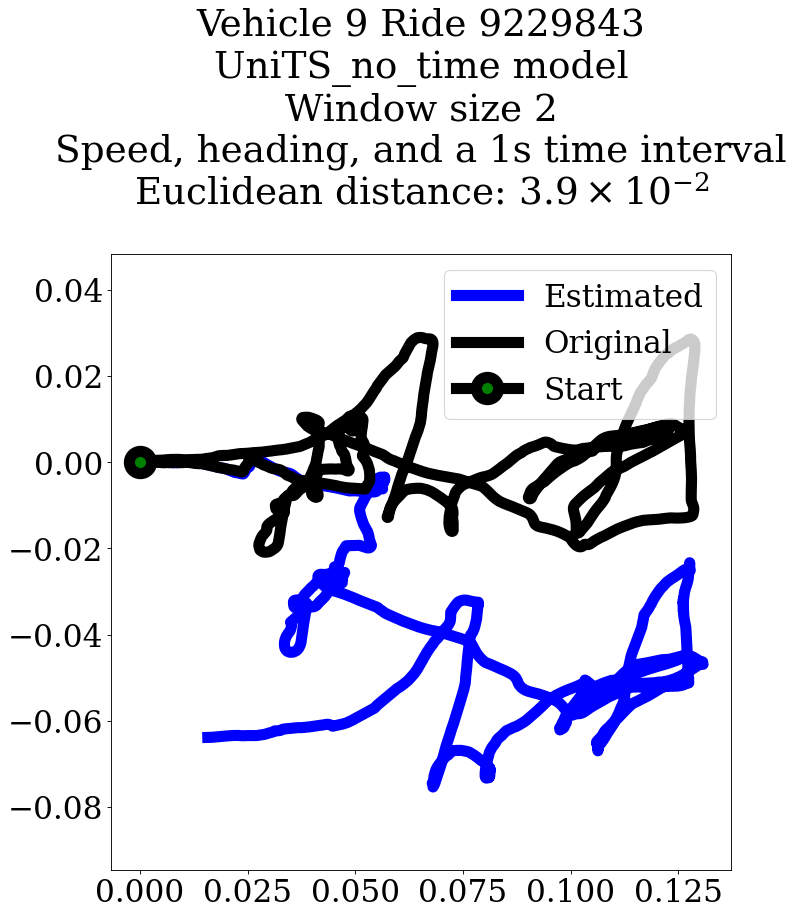 Vehicle 9 Ride 9229843
UniTS_no_time model
Window size 2
Speed, heading, and a 1s time interval
Euclidean distance: 3.9 × 10⁻²
Estimated
Original
Start
0.04
0.02
0.00
−0.02
−0.04
−0.06
−0.08
0.000 0.025 0.050 0.075 0.100 0.125